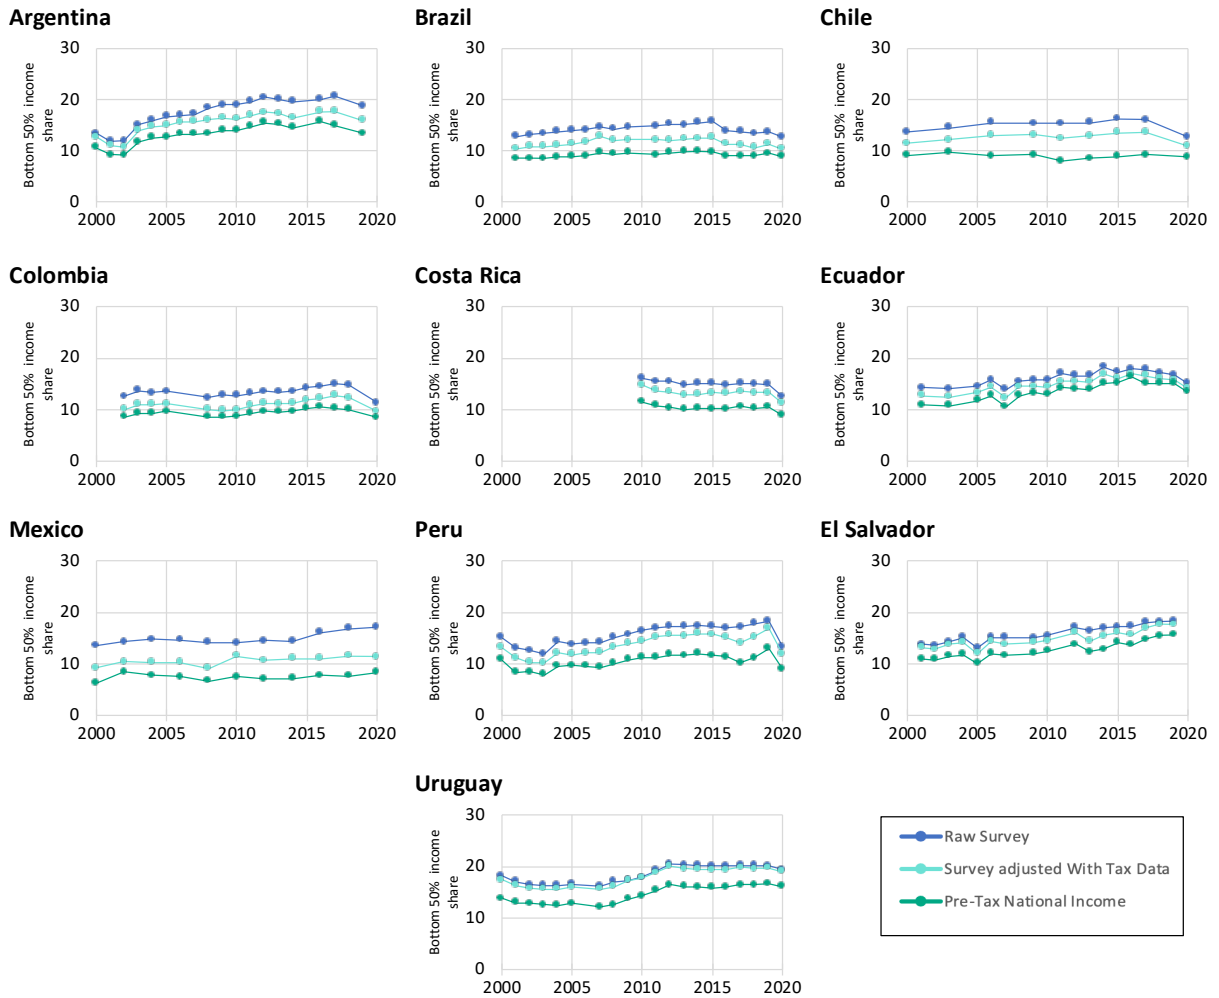 Argentina
Bottom 50% income
share
30
20
10
0
2000 2005 2010 2015 2020
Brazil
Bottom 50% income
share
30
20
10
0
2000 2005 2010 2015 2020
Chile
Bottom 50% income
share
30
20
10
0
2000 2005 2010 2015 2020
Colombia
Bottom 50% income
share
30
20
10
0
2000 2005 2010 2015 2020
Costa Rica
Bottom 50% income
share
30
20
10
0
2000 2005 2010 2015 2020
Ecuador
Bottom 50% income
share
30
20
10
0
2000 2005 2010 2015 2020
Mexico
Bottom 50% income
share
30
20
10
0
2000 2005 2010 2015 2020
Peru
Bottom 50% income
share
30
20
10
0
2000 2005 2010 2015 2020
El Salvador
Bottom 50% income
share
30
20
10
0
2000 2005 2010 2015 2020
Uruguay
Bottom 50% income
share
30
20
10
0
2000 2005 2010 2015 2020
Raw Survey
Survey adjusted With Tax Data
Pre-Tax National Income